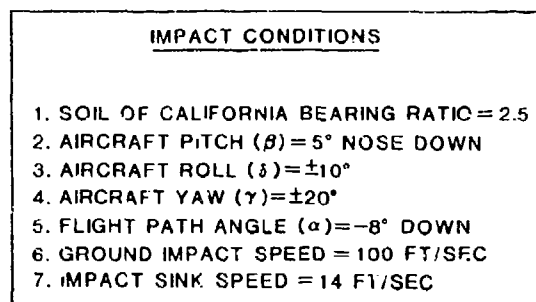 IMPACT CONDITIONS
1. SOIL OF CALIFORNIA BEARING RATIO = 2.5
2. AIRCRAFT PITCH (β) = 5° NOSE DOWN
3. AIRCRAFT ROLL (δ) = ±10°
4. AIRCRAFT YAW (γ) = ±20°
5. FLIGHT PATH ANGLE (α) = -8° DOWN
6. GROUND IMPACT SPEED = 100 FT/SEC
7. IMPACT SINK SPEED = 14 FT/SEC